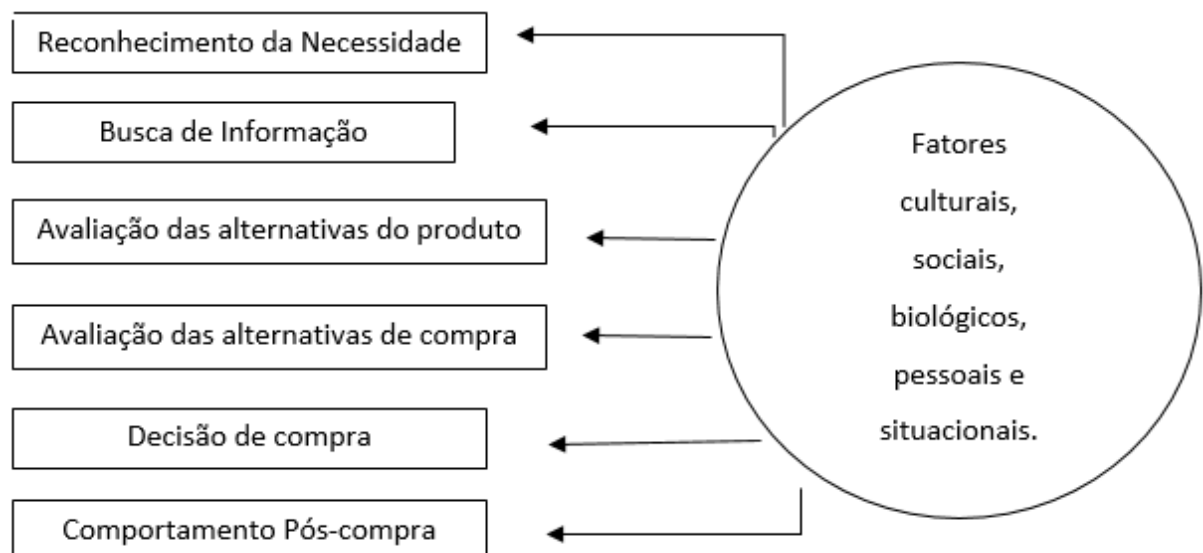 Reconhecimento da Necessidade
Busca de Informação
Avaliação das alternativas do produto
Avaliação das alternativas de compra
Decisão de compra
Comportamento Pós-compra
Fatores
culturais,
sociais,
biológicos,
pessoais e
situacionais.